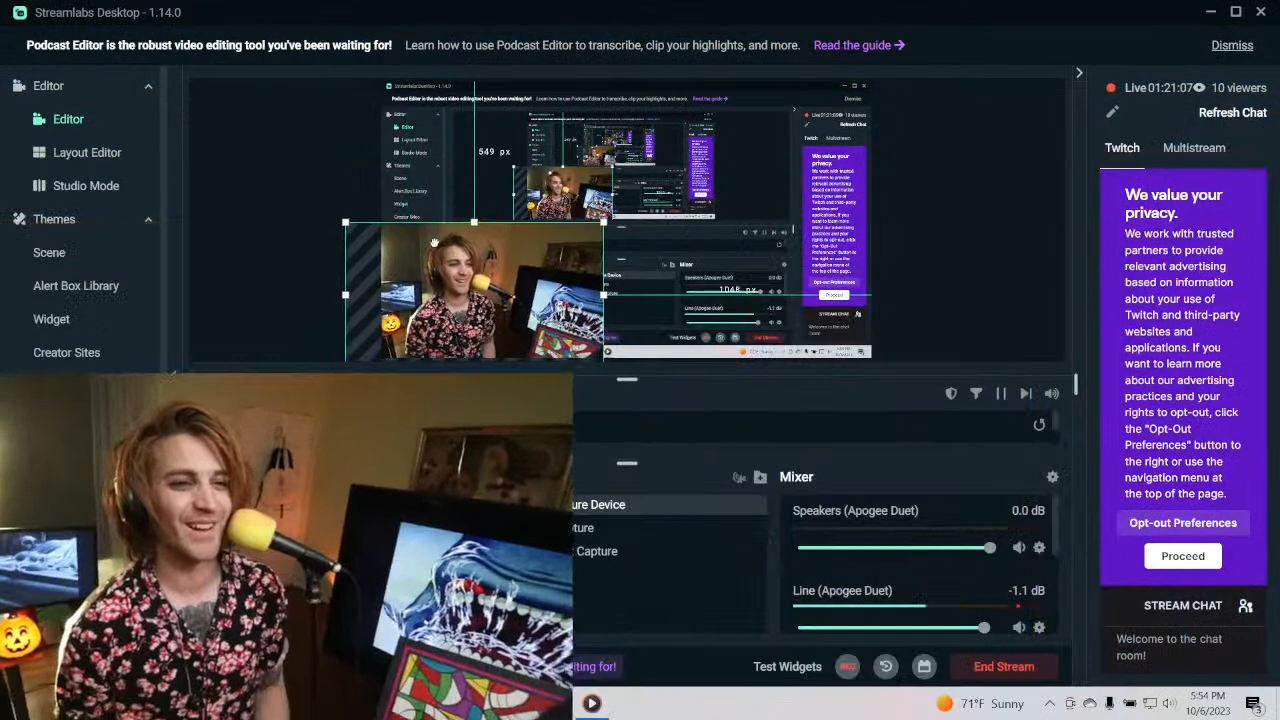 Streamlabs Desktop - 1.14.0
Podcast Editor is the robust video editing tool you've been waiting for! Learn how to use Podcast Editor to transcribe, clip your highlights, and more. Read the guide Dismiss
Editor
Editor
Layout Editor
Studio Mode
Themes
Scene
Alert Box Library
Widget
Creator Sites
549 px
1048 px
10 viewers
Refresh Chat
Twitch Multistream
We value your
privacy.
We work with trusted
partners to provide
relevant advertising
based on information
about your use of
Twitch and third-party
websites and
applications. If you
want to learn more
about our advertising
practices and your
rights to opt-out, click
the "Opt-Out
Preferences" button to
the right or use the
navigation menu at
the top of the page.
Opt-out Preferences
Proceed
STREAM CHAT
Welcome to the chat
room!
Mixer
ure Device
ture
Capture
Speakers (Apogee Duet) 0.0 dB
Line (Apogee Duet) -1.1 dB
iting for!
Test Widgets
REC
End Stream
71°F Sunny
5:54 PM
10/6/2023